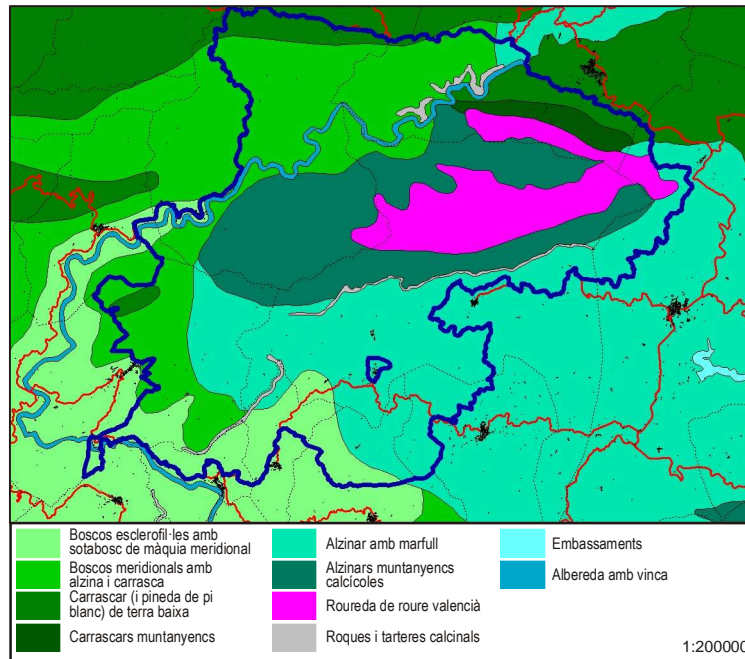 Boscos esclerofil·les amb
sotabosc de màquia meridional
Boscos meridionals amb
alzina i carrasca
Carrascar (i pineda de pi
blanc) de terra baixa
Carrascars muntanyencs
Alzinar amb marfull
Alzinars muntanyencs
calcícoles
Roureda de roure valencià
Roques i tarteres calcinals
Embassaments
Albereda amb vinca
1:200000